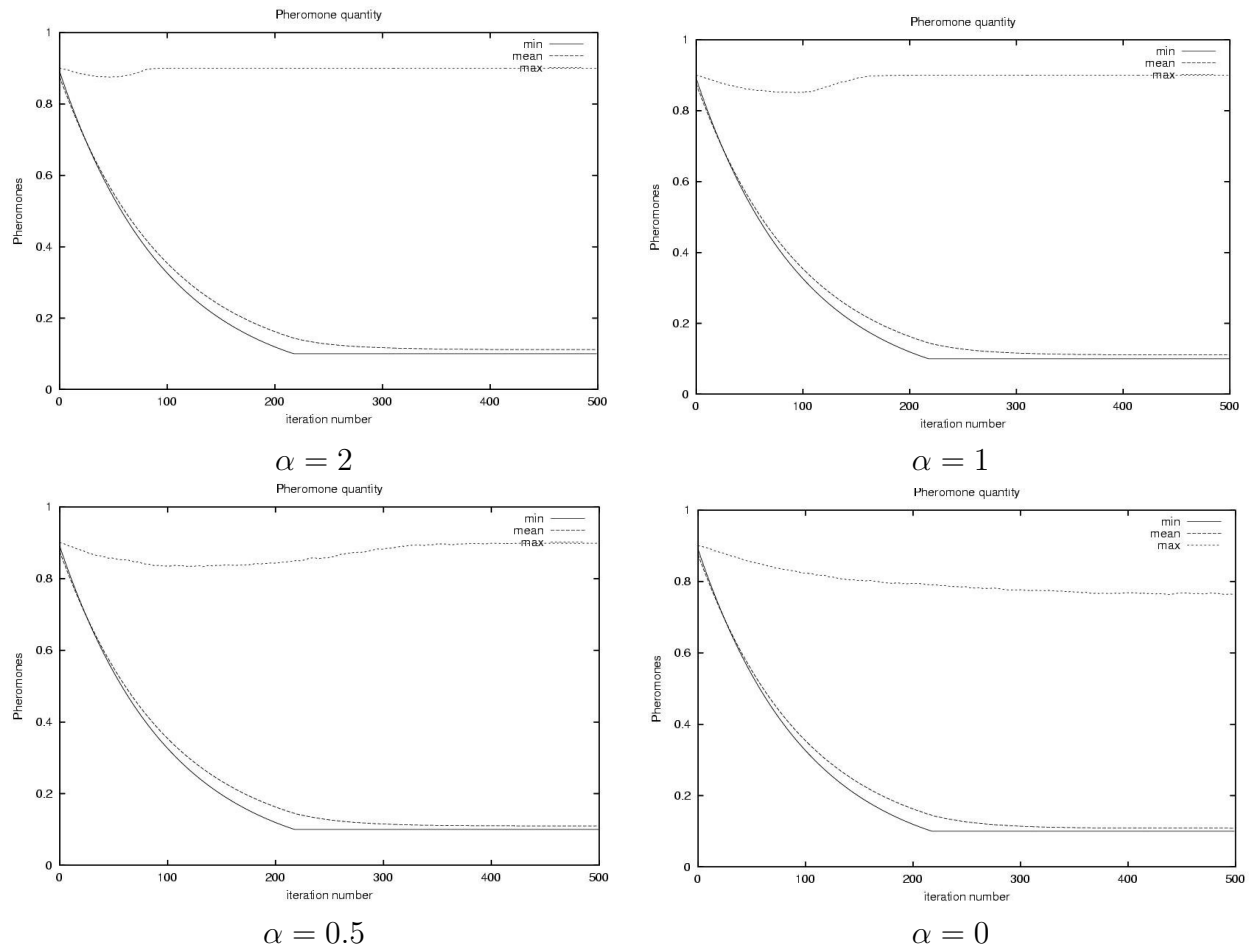 Pheromone quantity
1
0.8
0.6
0.4
0.2
0
Pheromones
min
mean
max
0 100 200 300 400 500
iteration number
α = 2
Pheromone quantity
1
0.8
0.6
0.4
0.2
0
Pheromones
min
mean
max
0 100 200 300 400 500
iteration number
α = 1
Pheromone quantity
1
0.8
0.6
0.4
0.2
0
Pheromones
min
mean
max
0 100 200 300 400 500
iteration number
α = 0.5
Pheromone quantity
1
0.8
0.6
0.4
0.2
0
Pheromones
min
mean
max
0 100 200 300 400 500
iteration number
α = 0